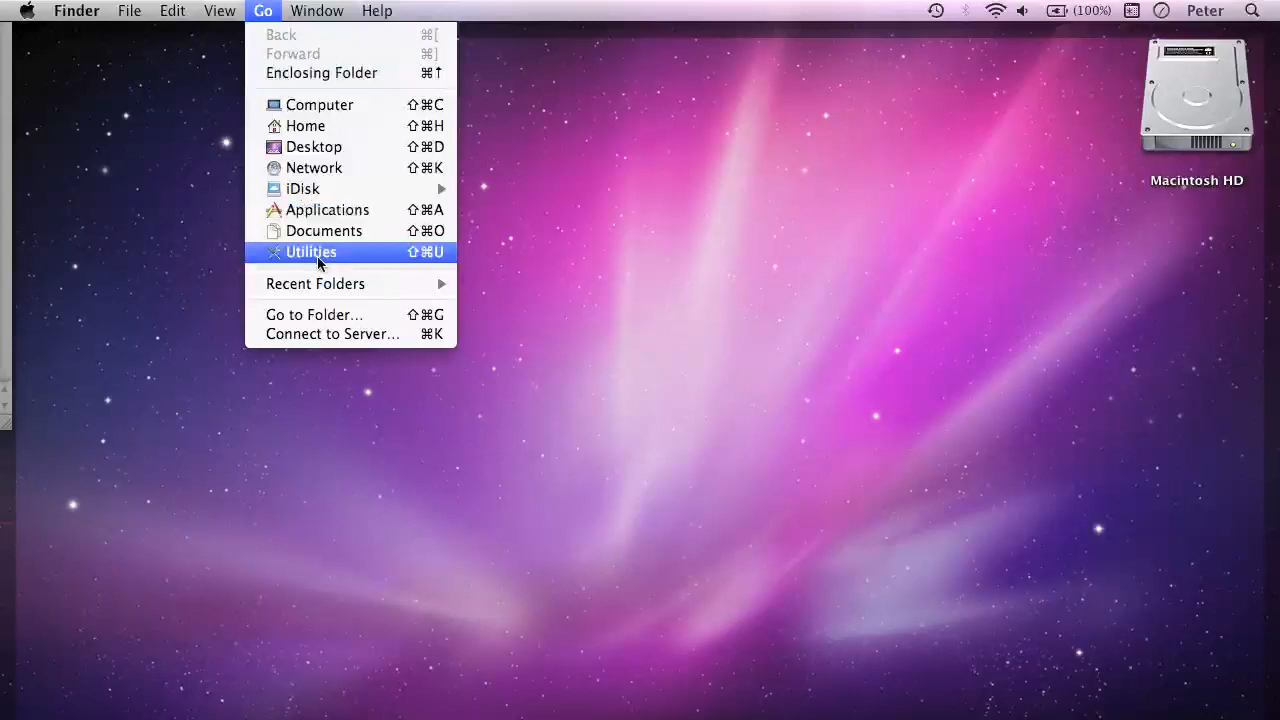 Finder File Edit View Go Window Help (100%) Peter
Back ⌘[
Forward ⌘]
Enclosing Folder ⌘↑
Computer ⇧⌘C
Home ⇧⌘H
Desktop ⇧⌘D
Network ⇧⌘K
iDisk
Applications ⇧⌘A
Documents ⇧⌘O
Utilities ⇧⌘U
Recent Folders
Go to Folder... ⇧⌘G
Connect to Server... ⌘K
Macintosh HD